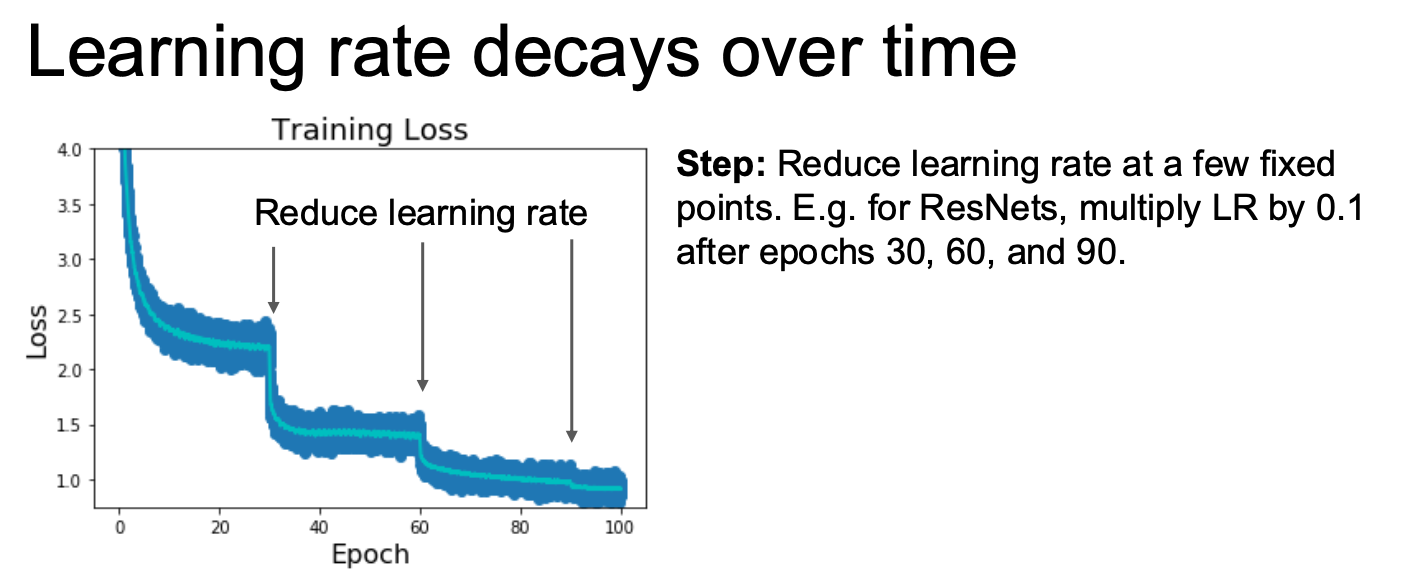 Learning rate decays over time
Training Loss
4.0
3.5
3.0
2.5
2.0
1.5
1.0
Loss
Reduce learning rate
0 20 40 60 80 100
Epoch
Step: Reduce learning rate at a few fixed
points. E.g. for ResNets, multiply LR by 0.1
after epochs 30, 60, and 90.